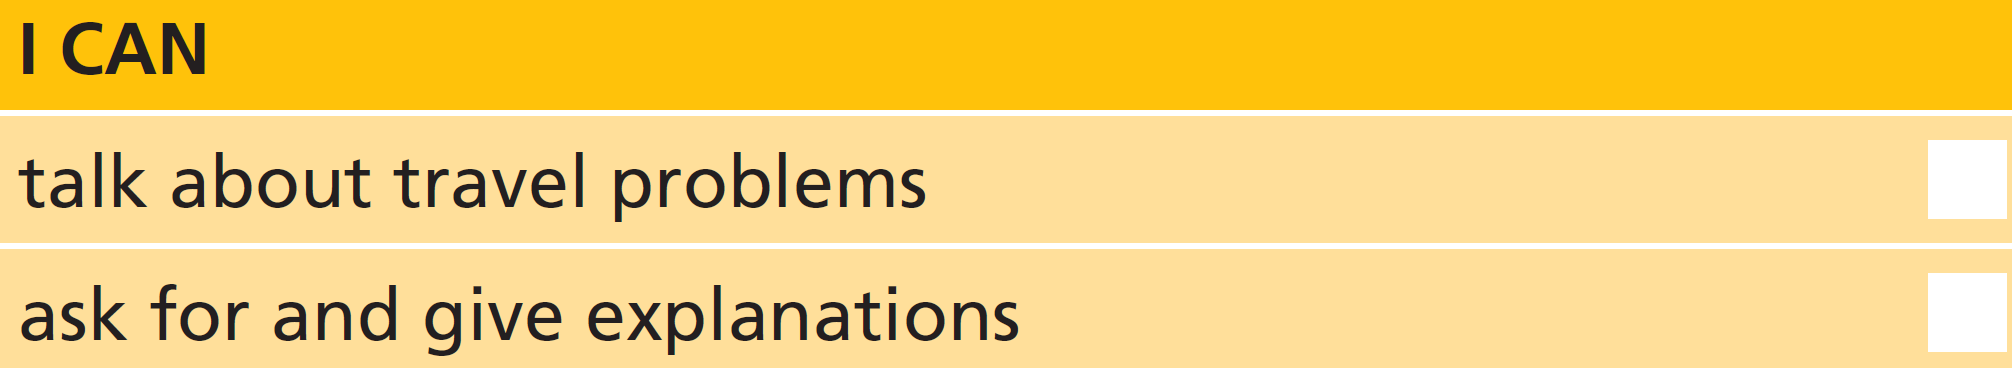 I CAN
talk about travel problems
ask for and give explanations